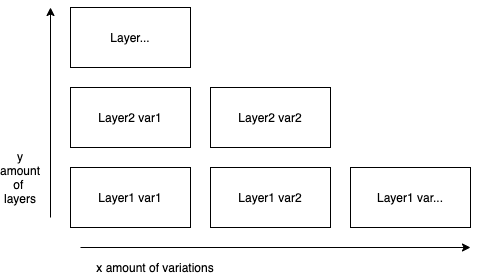 Layer...
Layer2 var1
Layer2 var2
y
amount
of
layers
Layer1 var1
Layer1 var2
Layer1 var...
x amount of variations